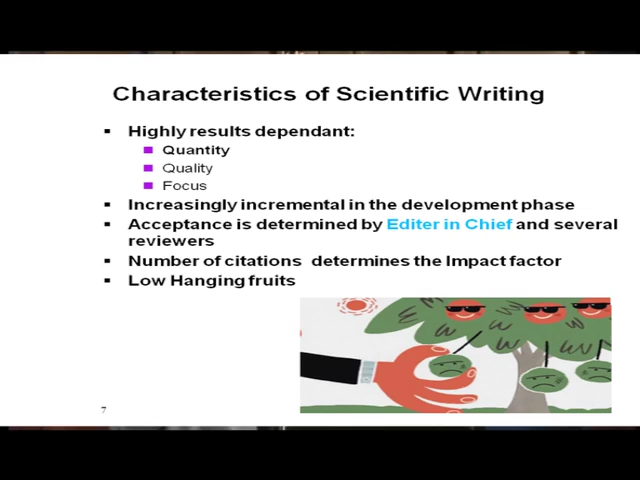 Characteristics of Scientific Writing
Highly results dependant:
Quantity
Quality
Focus
Increasingly incremental in the development phase
Acceptance is determined by Editer in Chief and several
reviewers
Number of citations determines the Impact factor
Low Hanging fruits
7